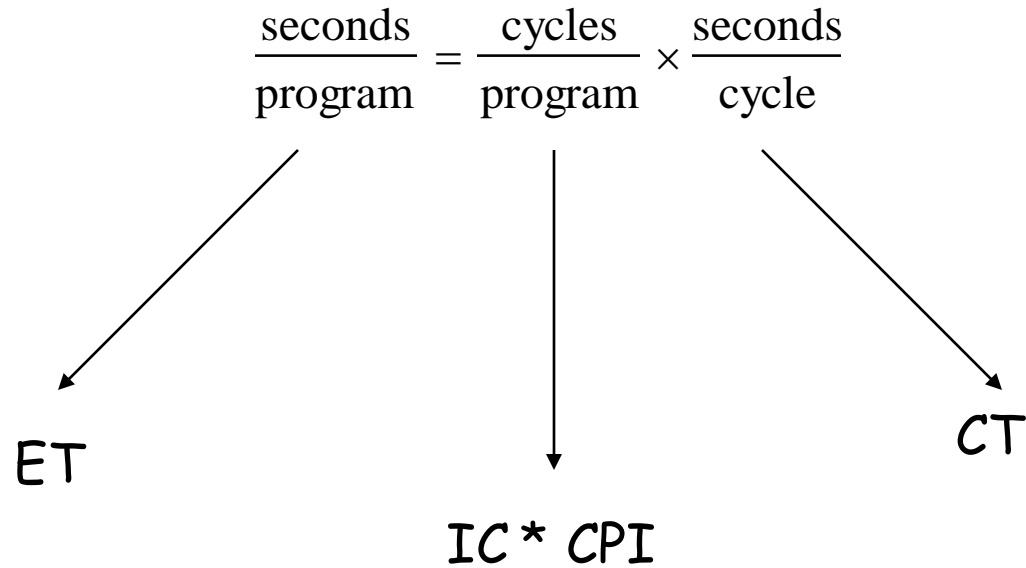 seconds/program = cycles/program × seconds/cycle
ET
CT
IC * CPI